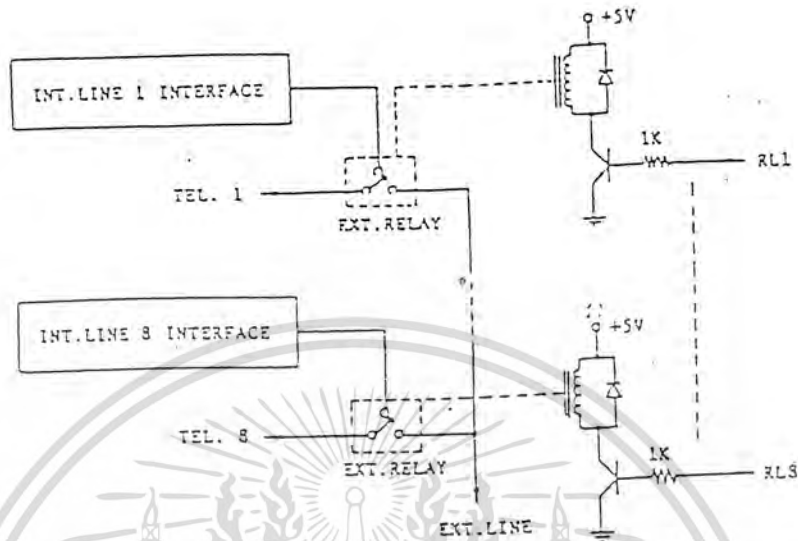 +5V
INT.LINE 1 INTERFACE
1K
RL1
TEL. 1
EXT.RELAY
+5V
INT.LINE 8 INTERFACE
TEL. 8
1K
RL8
EXT.RELAY
EXT.LINE